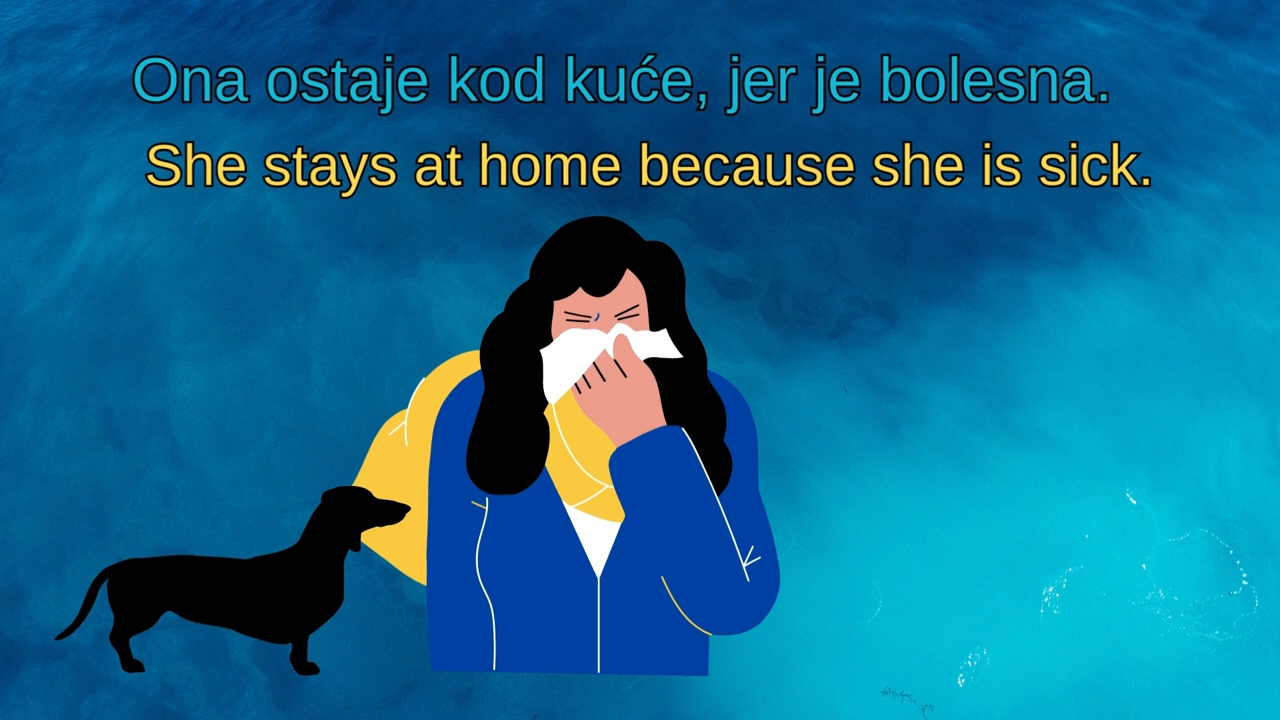 Ona ostaje kod kuće, jer je bolesna.
She stays at home because she is sick.